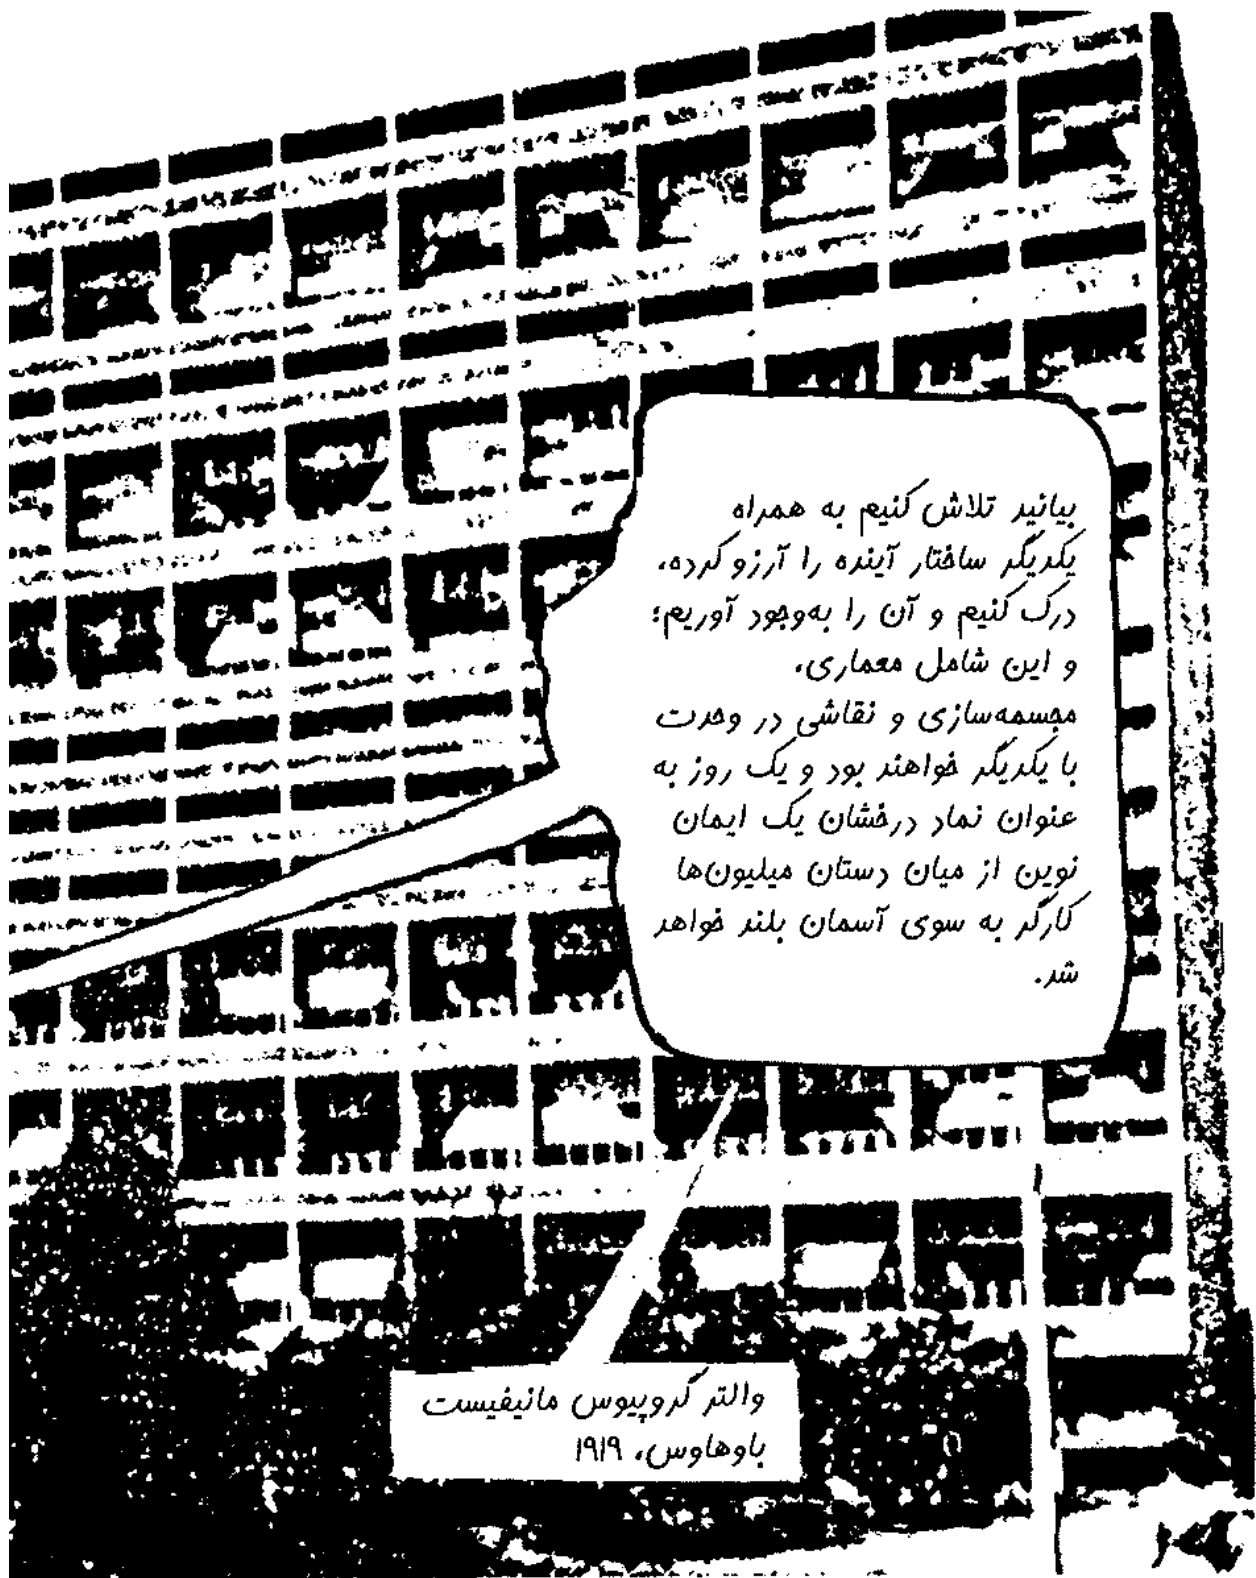 بیائید تلاش کنیم به همراه
یکدیگر ساختار آینده را آرزو کرده،
درک کنیم و آن را به‌وجود آوریم؛
و این شامل معماری،
مجسمه‌سازی و نقاشی در وحدت
با یکدیگر خواهند بود و یک روز به
عنوان نماد درخشان یک ایمان
نوین از میان دستان میلیون‌ها
کارگر به سوی آسمان بلند خواهد
شد.
والتر گروپیوس مانیفیست
باوهاوس، ۱۹۱۹